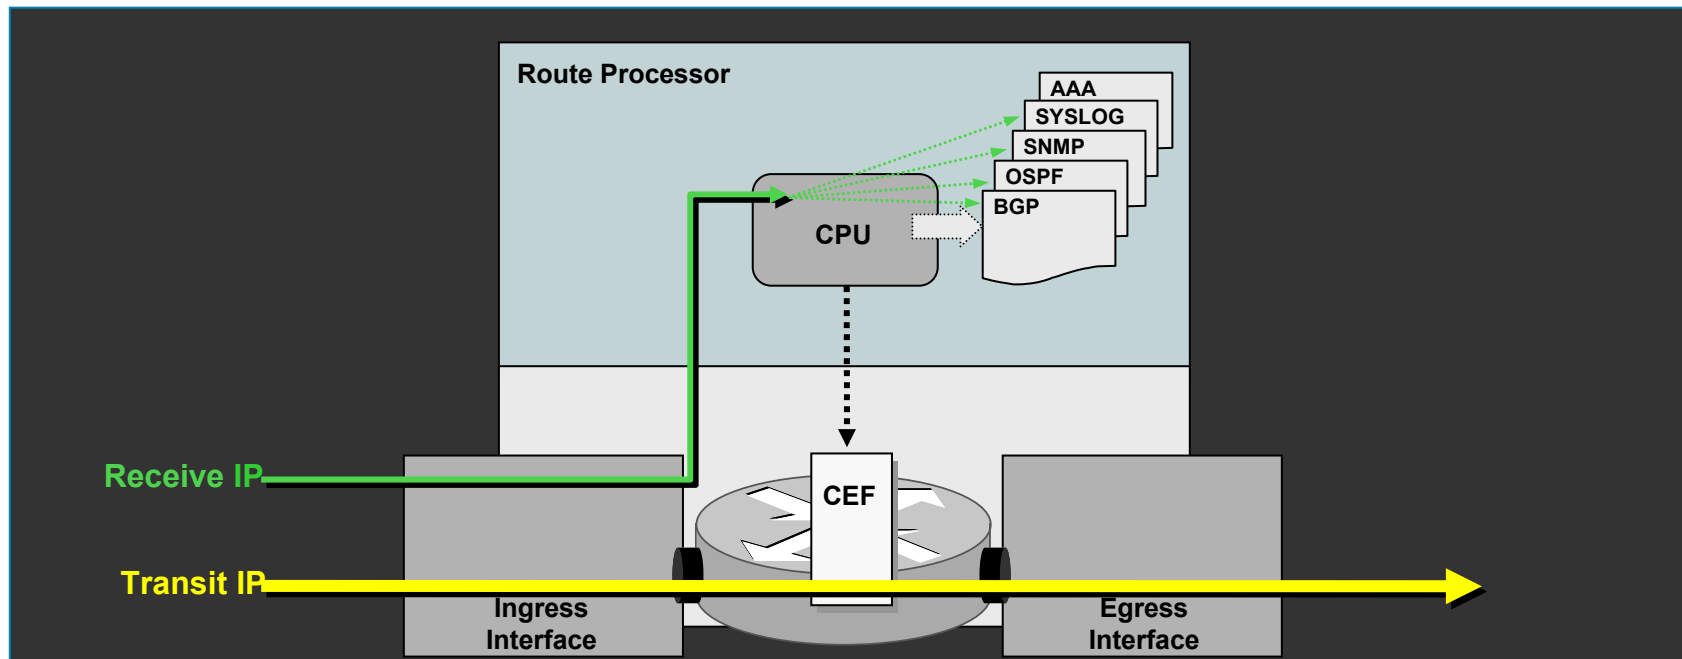 Route Processor
AAA
SYSLOG
SNMP
OSPF
BGP
CPU
Receive IP
CEF
Transit IP
Ingress
Interface
Egress
Interface